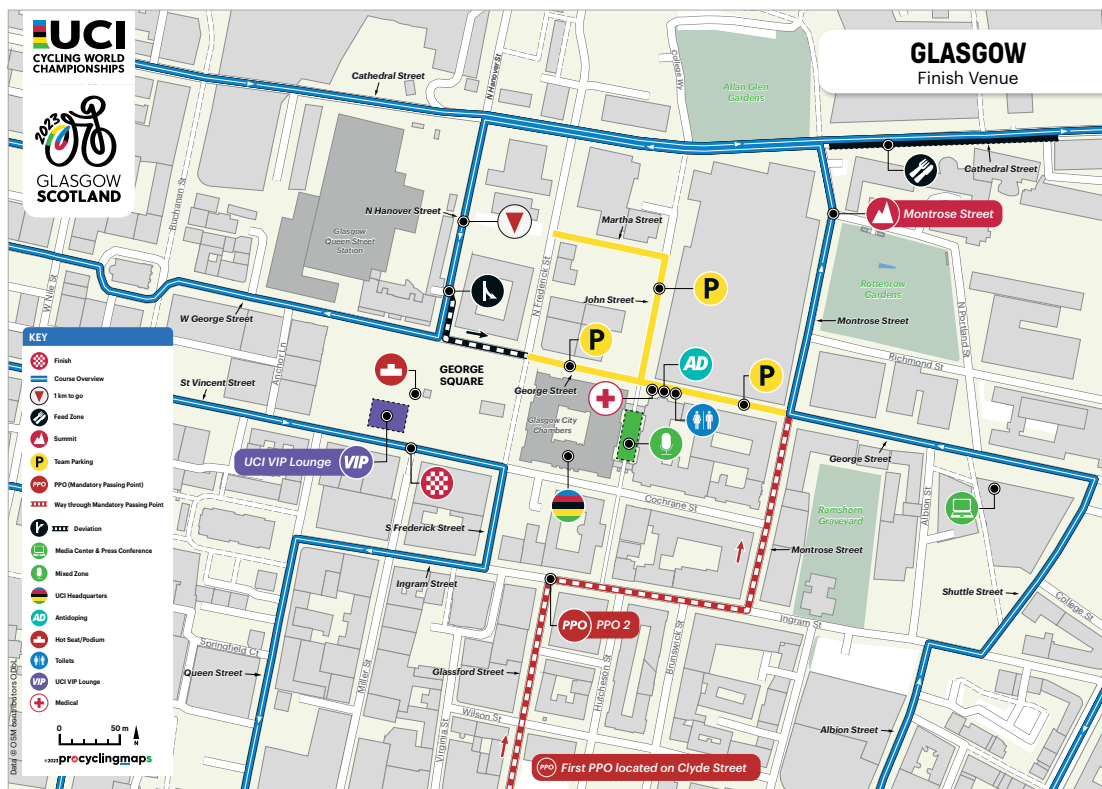 UCI
CYCLING WORLD
CHAMPIONSHIPS
2023
GLASGOW
SCOTLAND
GLASGOW
Finish Venue
Cathedral Street
N Hanover St
College Wy
Allan Glen
Gardens
Cathedral Street
Buchanan St
N Hanover Street
Martha Street
Montrose Street
Glasgow
Queen Street
Station
W Nile St
N Frederick St
John Street
P
Rottenrow
Gardens
N Portland St
W George Street
Montrose Street
P
Richmond St
KEY
Finish
Course Overview
1 km to go
Feed Zone
Summit
P Team Parking
PPO PPO (Mandatory Passing Point)
Way through Mandatory Passing Point
Deviation
Media Center & Press Conference
Mixed Zone
UCI Headquarters
AD Antidoping
Hot Seat/Podium
Toilets
VIP UCI VIP Lounge
Medical
0 50 m
N
©2023 procyclingmaps
Data © OSM contributors ODbL
Anchor Ln
St Vincent Street
GEORGE
SQUARE
George Street
AD
P
Glasgow City
Chambers
UCI VIP Lounge VIP
George Street
Cochrane Street
Albion St
Ramshorn
Graveyard
S Frederick Street
Montrose Street
Ingram Street
Shuttle Street
College St
PPO PPO 2
Ingram St
Springfield Ct
Queen Street
Miller St
Glassford Street
Hutcheson St
Brunswick St
Virginia St
Wilson St
Albion Street
PPO First PPO located on Clyde Street